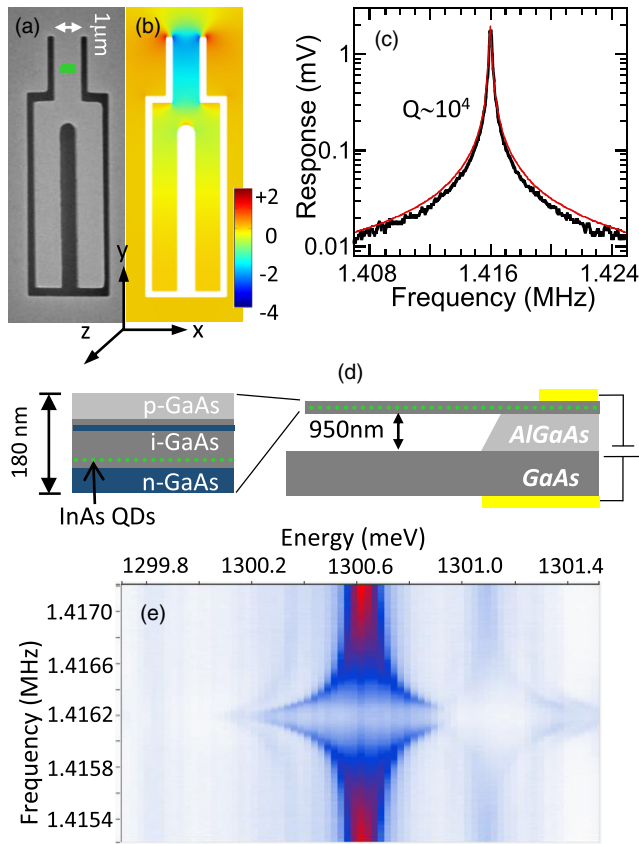 (a)
1μm
(b)
+2
0
-2
-4
y
z
x
(c)
Response (mV)
1
0.1
0.01
Q~10⁴
1.408
1.416
1.424
Frequency (MHz)
(d)
180 nm
p-GaAs
i-GaAs
n-GaAs
InAs QDs
950nm
AlGaAs
GaAs
Energy (meV)
1299.8
1300.2
1300.6
1301.0
1301.4
(e)
Frequency (MHz)
1.4170
1.4166
1.4162
1.4158
1.4154